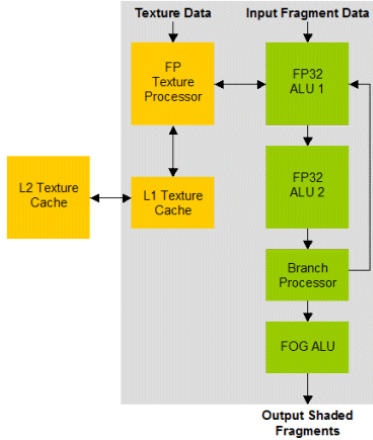 Texture Data
Input Fragment Data
FP
Texture
Processor
FP32
ALU 1
L2 Texture
Cache
L1 Texture
Cache
FP32
ALU 2
Branch
Processor
FOG ALU
Output Shaded
Fragments